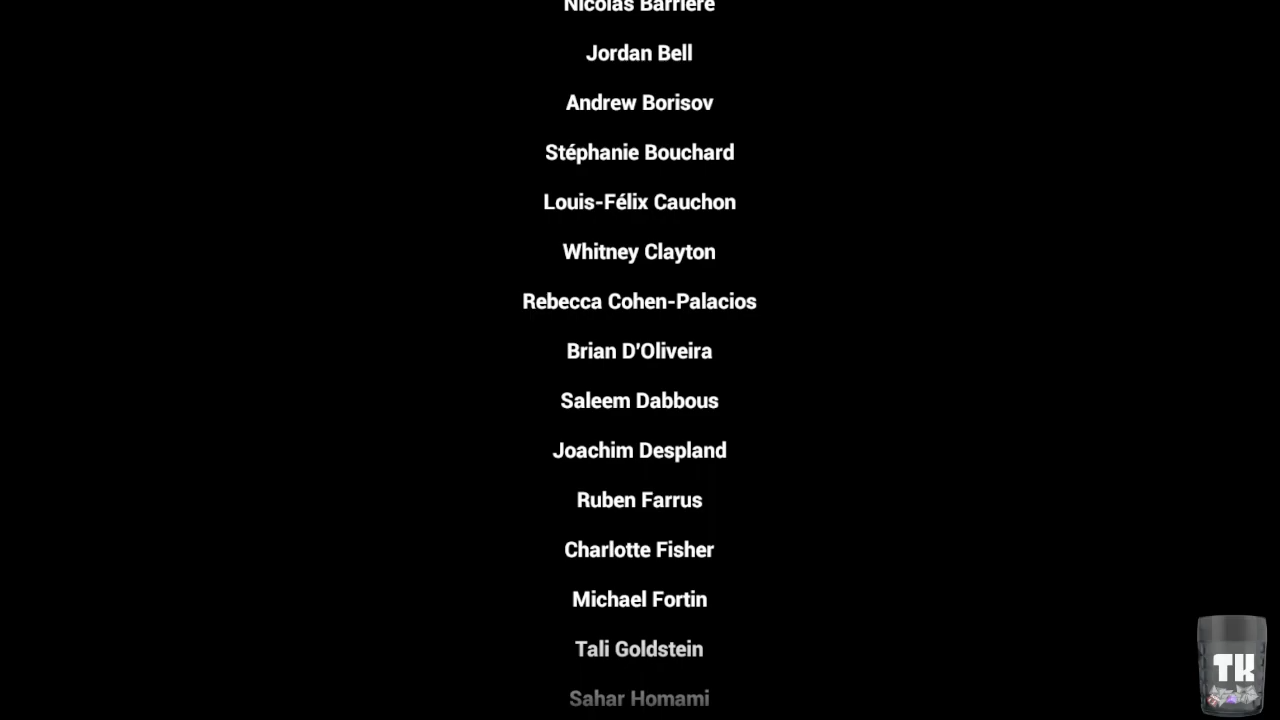 Nicolas Barrière
Jordan Bell
Andrew Borisov
Stéphanie Bouchard
Louis-Félix Cauchon
Whitney Clayton
Rebecca Cohen-Palacios
Brian D'Oliveira
Saleem Dabbous
Joachim Despland
Ruben Farrus
Charlotte Fisher
Michael Fortin
Tali Goldstein
Sahar Homami
TK